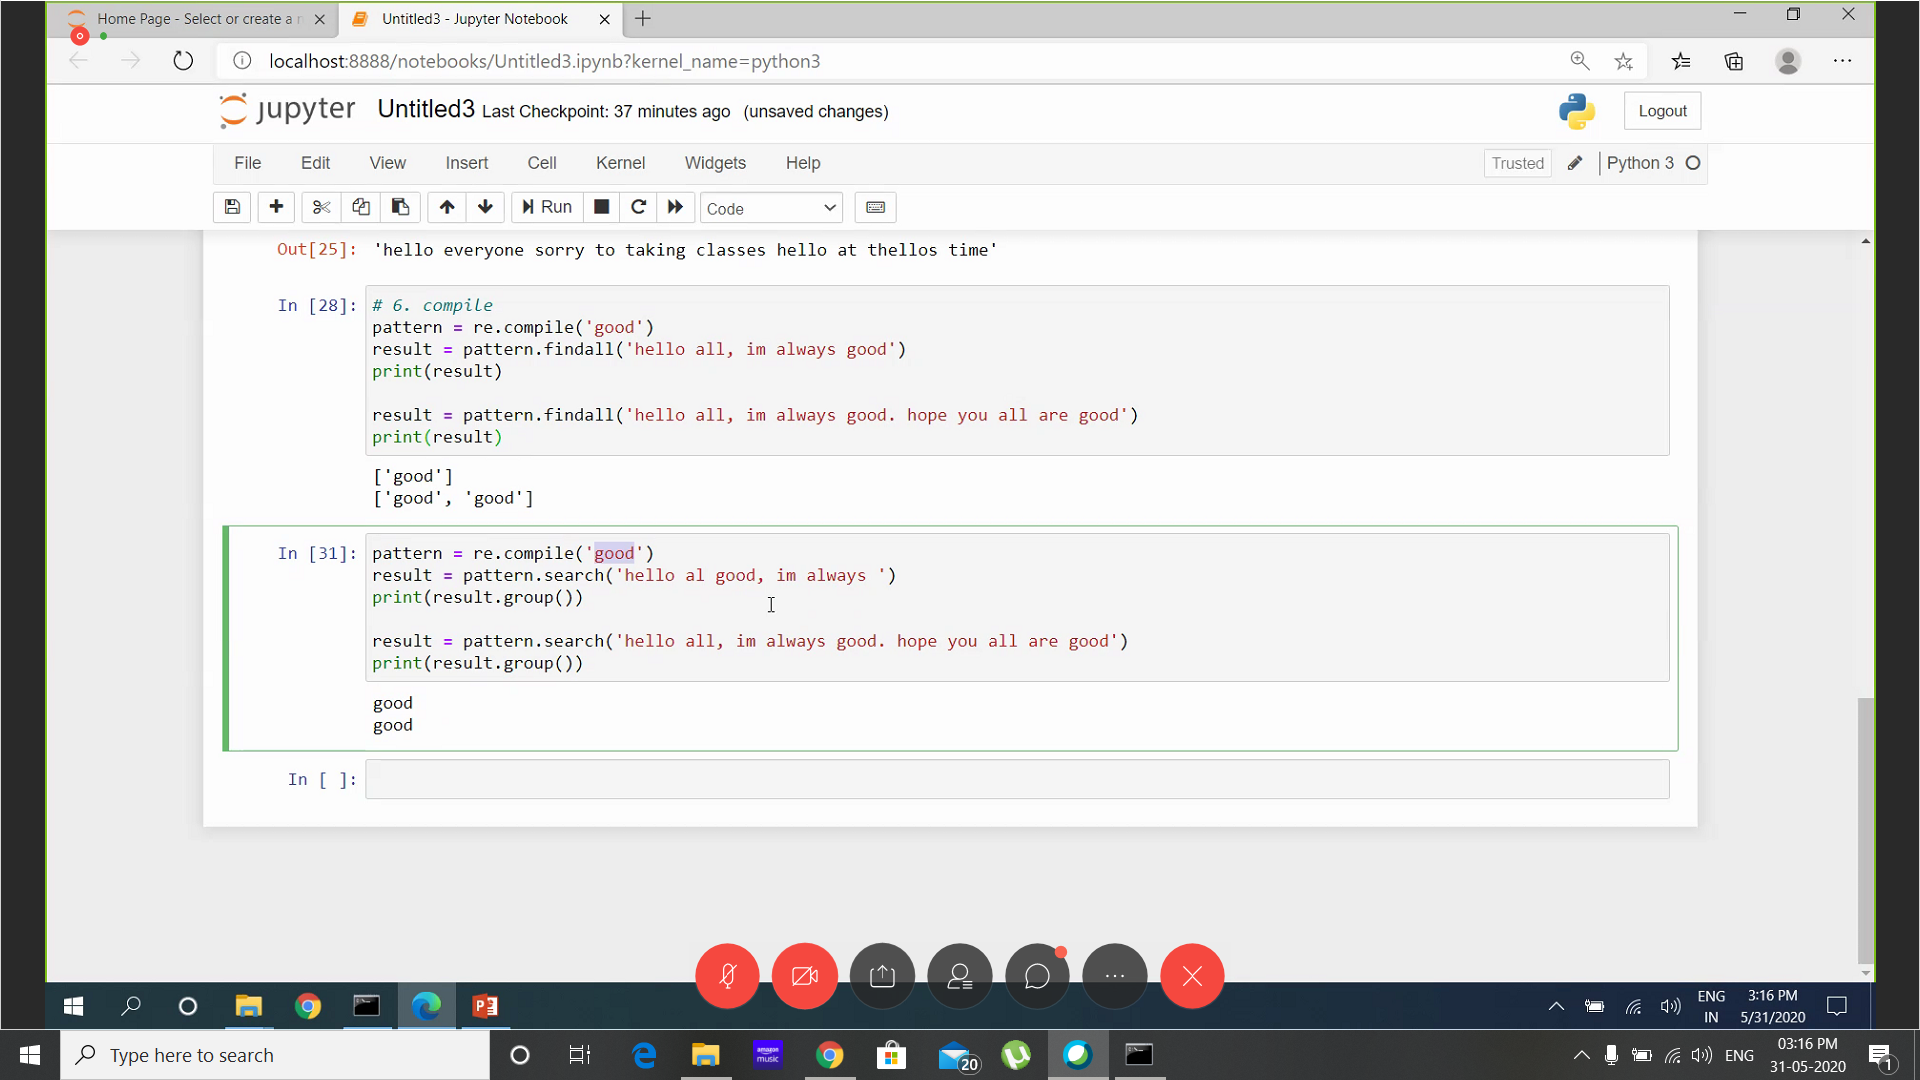 Home Page - Select or create a n
Untitled3 - Jupyter Notebook
localhost:8888/notebooks/Untitled3.ipynb?kernel_name=python3
jupyter Untitled3 Last Checkpoint: 37 minutes ago (unsaved changes)
Logout
File Edit View Insert Cell Kernel Widgets Help
Trusted Python 3
Run Code
Out[25]: 'hello everyone sorry to taking classes hello at thellos time'
In [28]: # 6. compile
pattern = re.compile('good')
result = pattern.findall('hello all, im always good')
print(result)
result = pattern.findall('hello all, im always good. hope you all are good')
print(result)
['good']
['good', 'good']
In [31]: pattern = re.compile('good')
result = pattern.search('hello al good, im always ')
print(result.group())
result = pattern.search('hello all, im always good. hope you all are good')
print(result.group())
good
good
In [ ]:
ENG
IN
3:16 PM
5/31/2020
Type here to search
amazon music
20
ENG
03:16 PM
31-05-2020
1